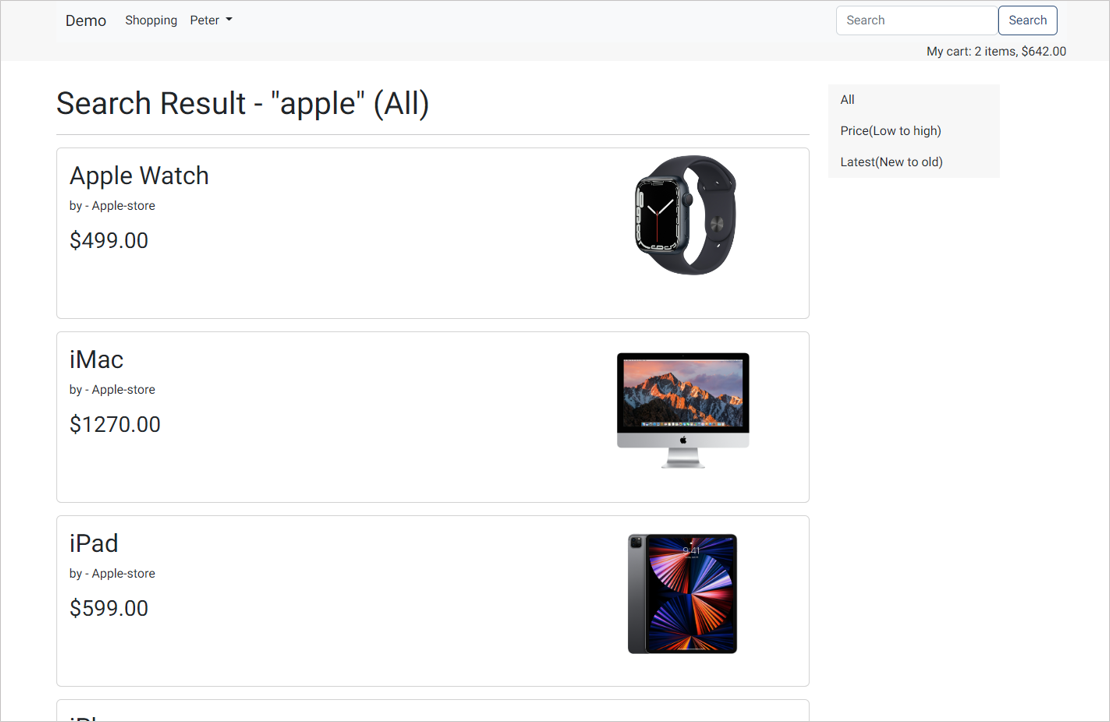 Demo Shopping Peter
Search Search
My cart: 2 items, $642.00
Search Result - "apple" (All)
All
Price(Low to high)
Latest(New to old)
Apple Watch
by - Apple-store
$499.00
iMac
by - Apple-store
$1270.00
iPad
by - Apple-store
$599.00
9:41